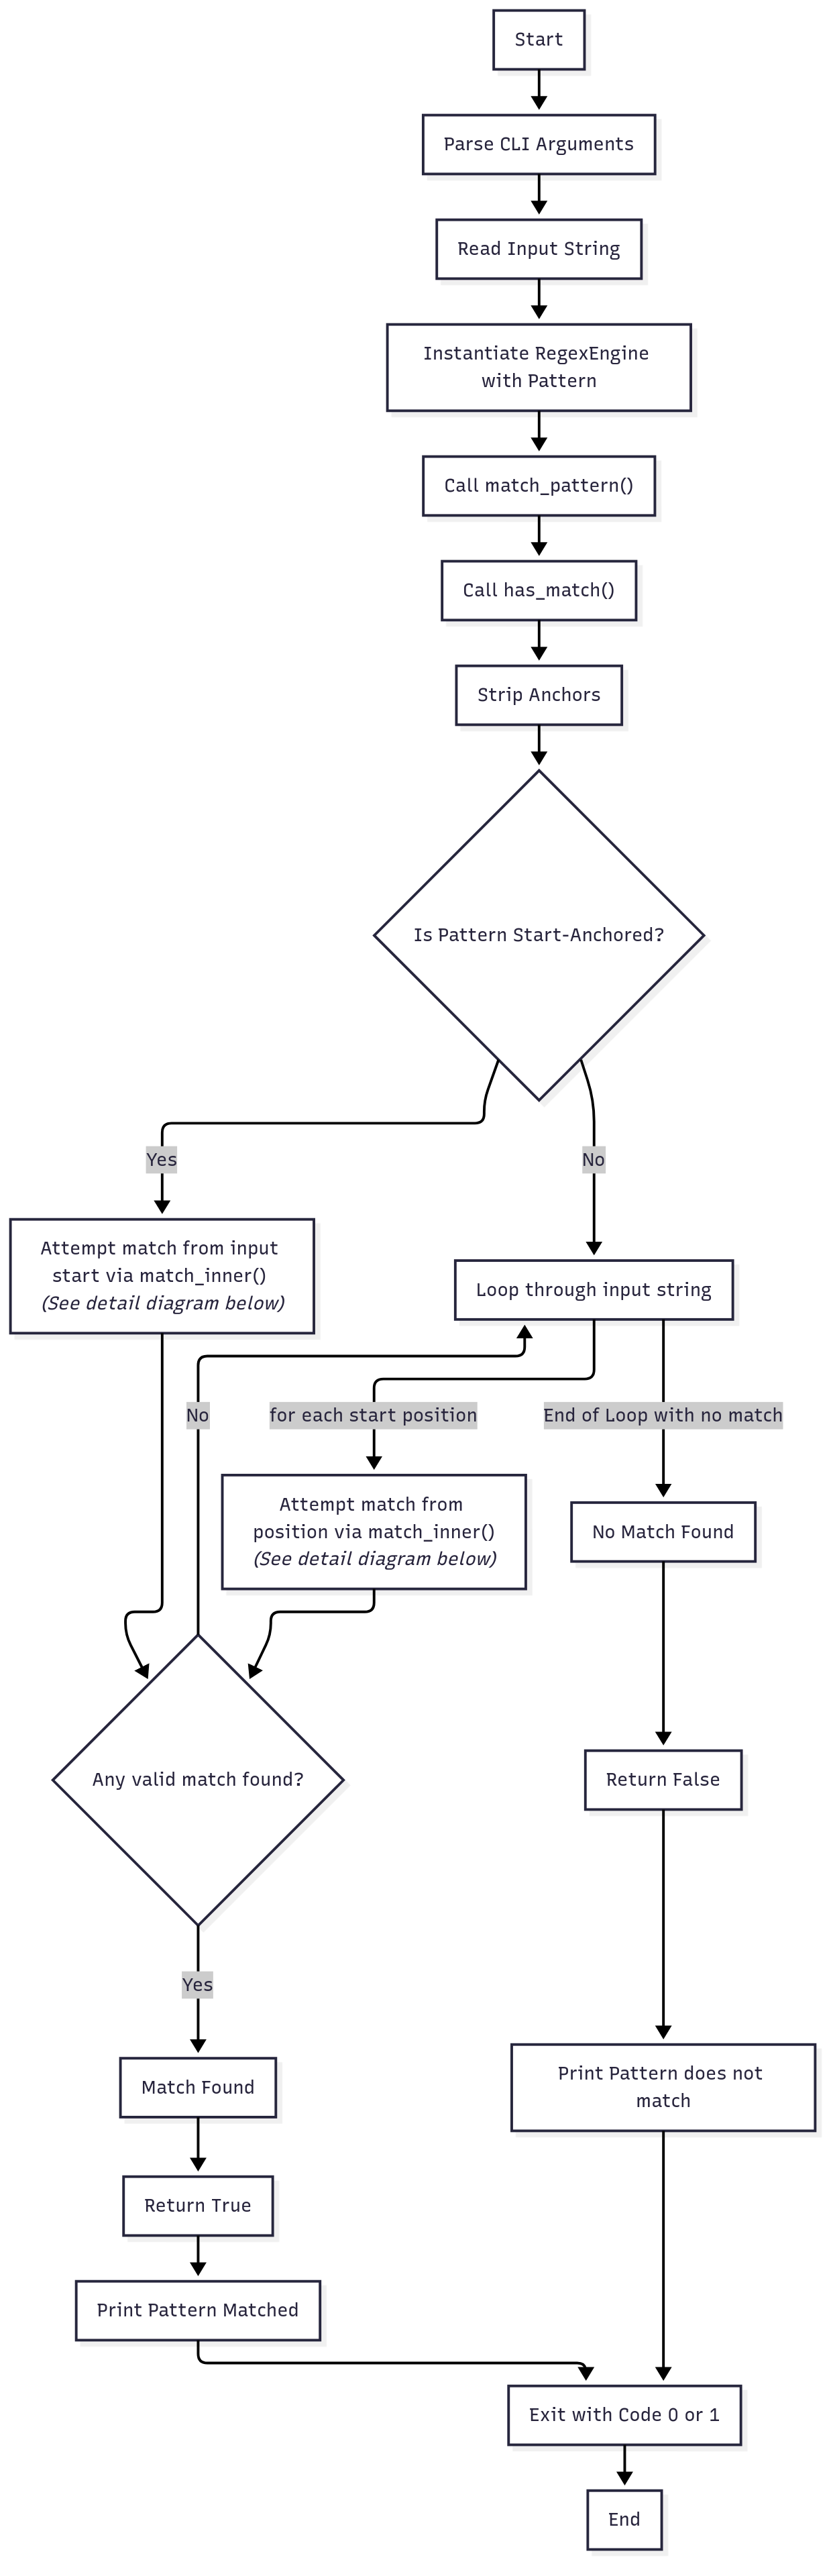 Start
Parse CLI Arguments
Read Input String
Instantiate RegexEngine
with Pattern
Call match_pattern()
Call has_match()
Strip Anchors
Is Pattern Start-Anchored?
Yes
No
Attempt match from input
start via match_inner()
(See detail diagram below)
Loop through input string
No
for each start position
End of Loop with no match
Attempt match from
position via match_inner()
(See detail diagram below)
No Match Found
Any valid match found?
Return False
Yes
Match Found
Print Pattern does not
match
Return True
Print Pattern Matched
Exit with Code 0 or 1
End